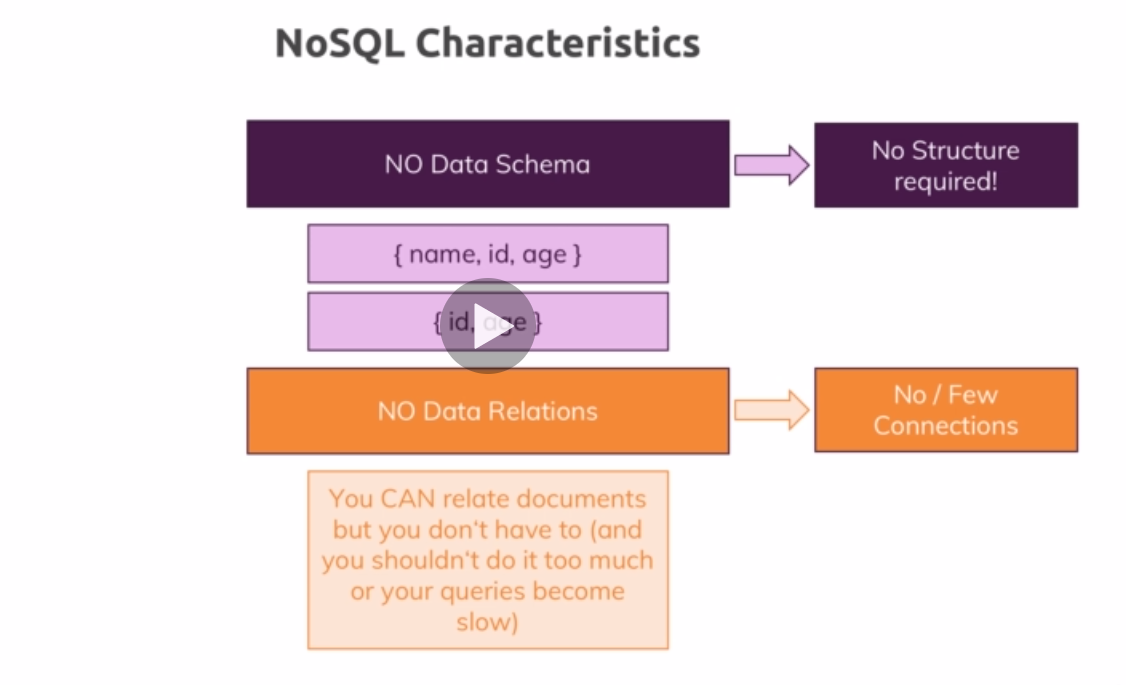 NoSQL Characteristics
NO Data Schema
No Structure
required!
{ name, id, age }
{ id, age }
NO Data Relations
No / Few
Connections
You CAN relate documents
but you don‘t have to (and
you shouldn‘t do it too much
or your queries become
slow)